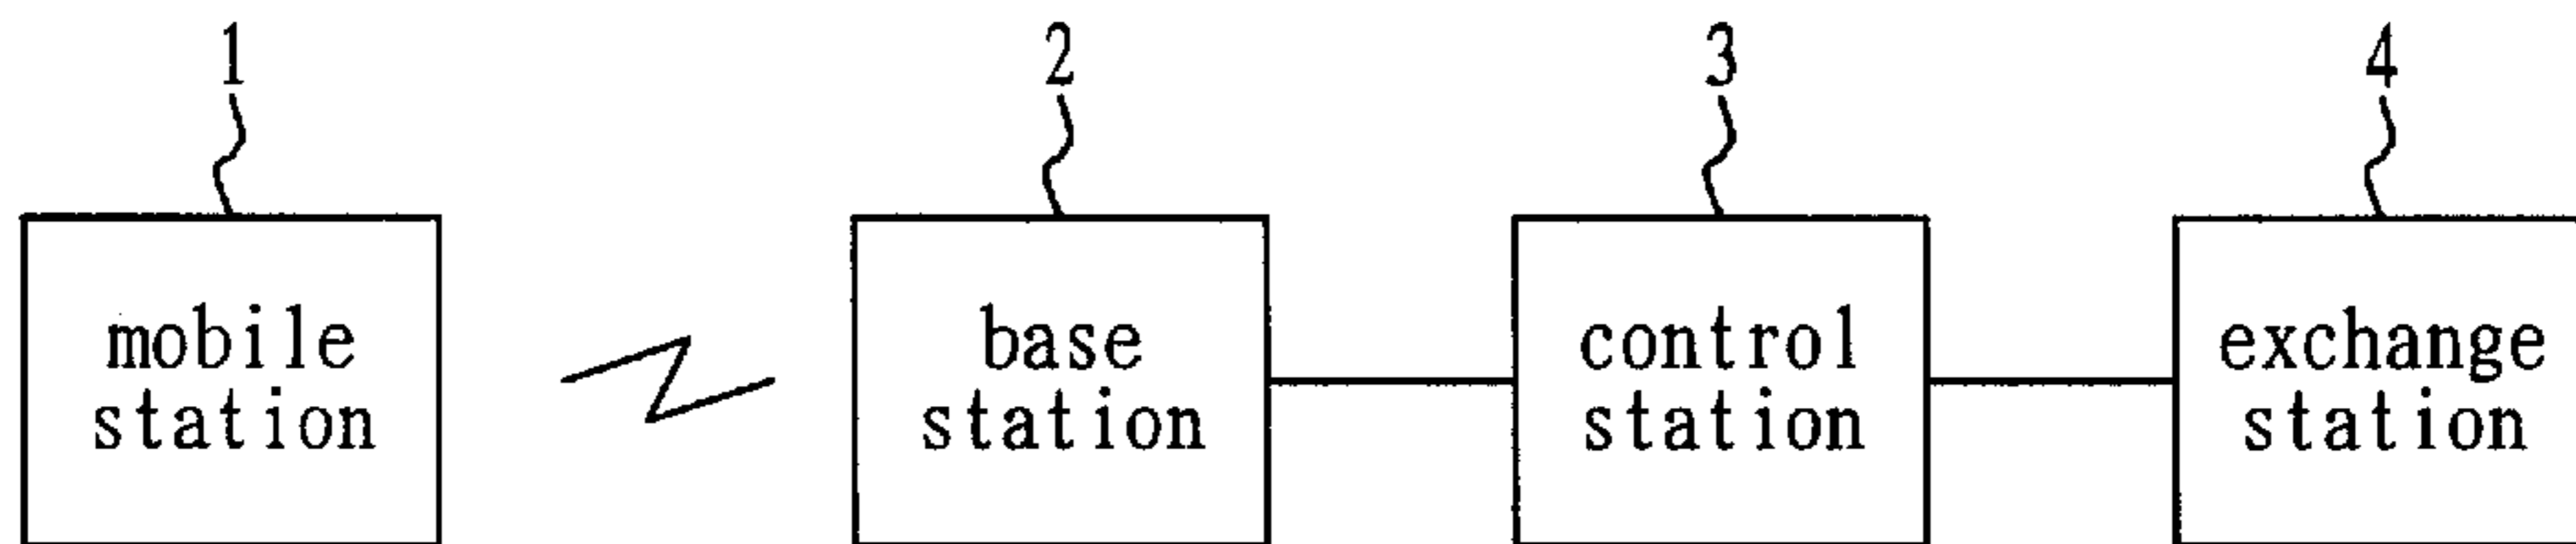 1
2
3
4
mobile
station
base
station
control
station
exchange
station